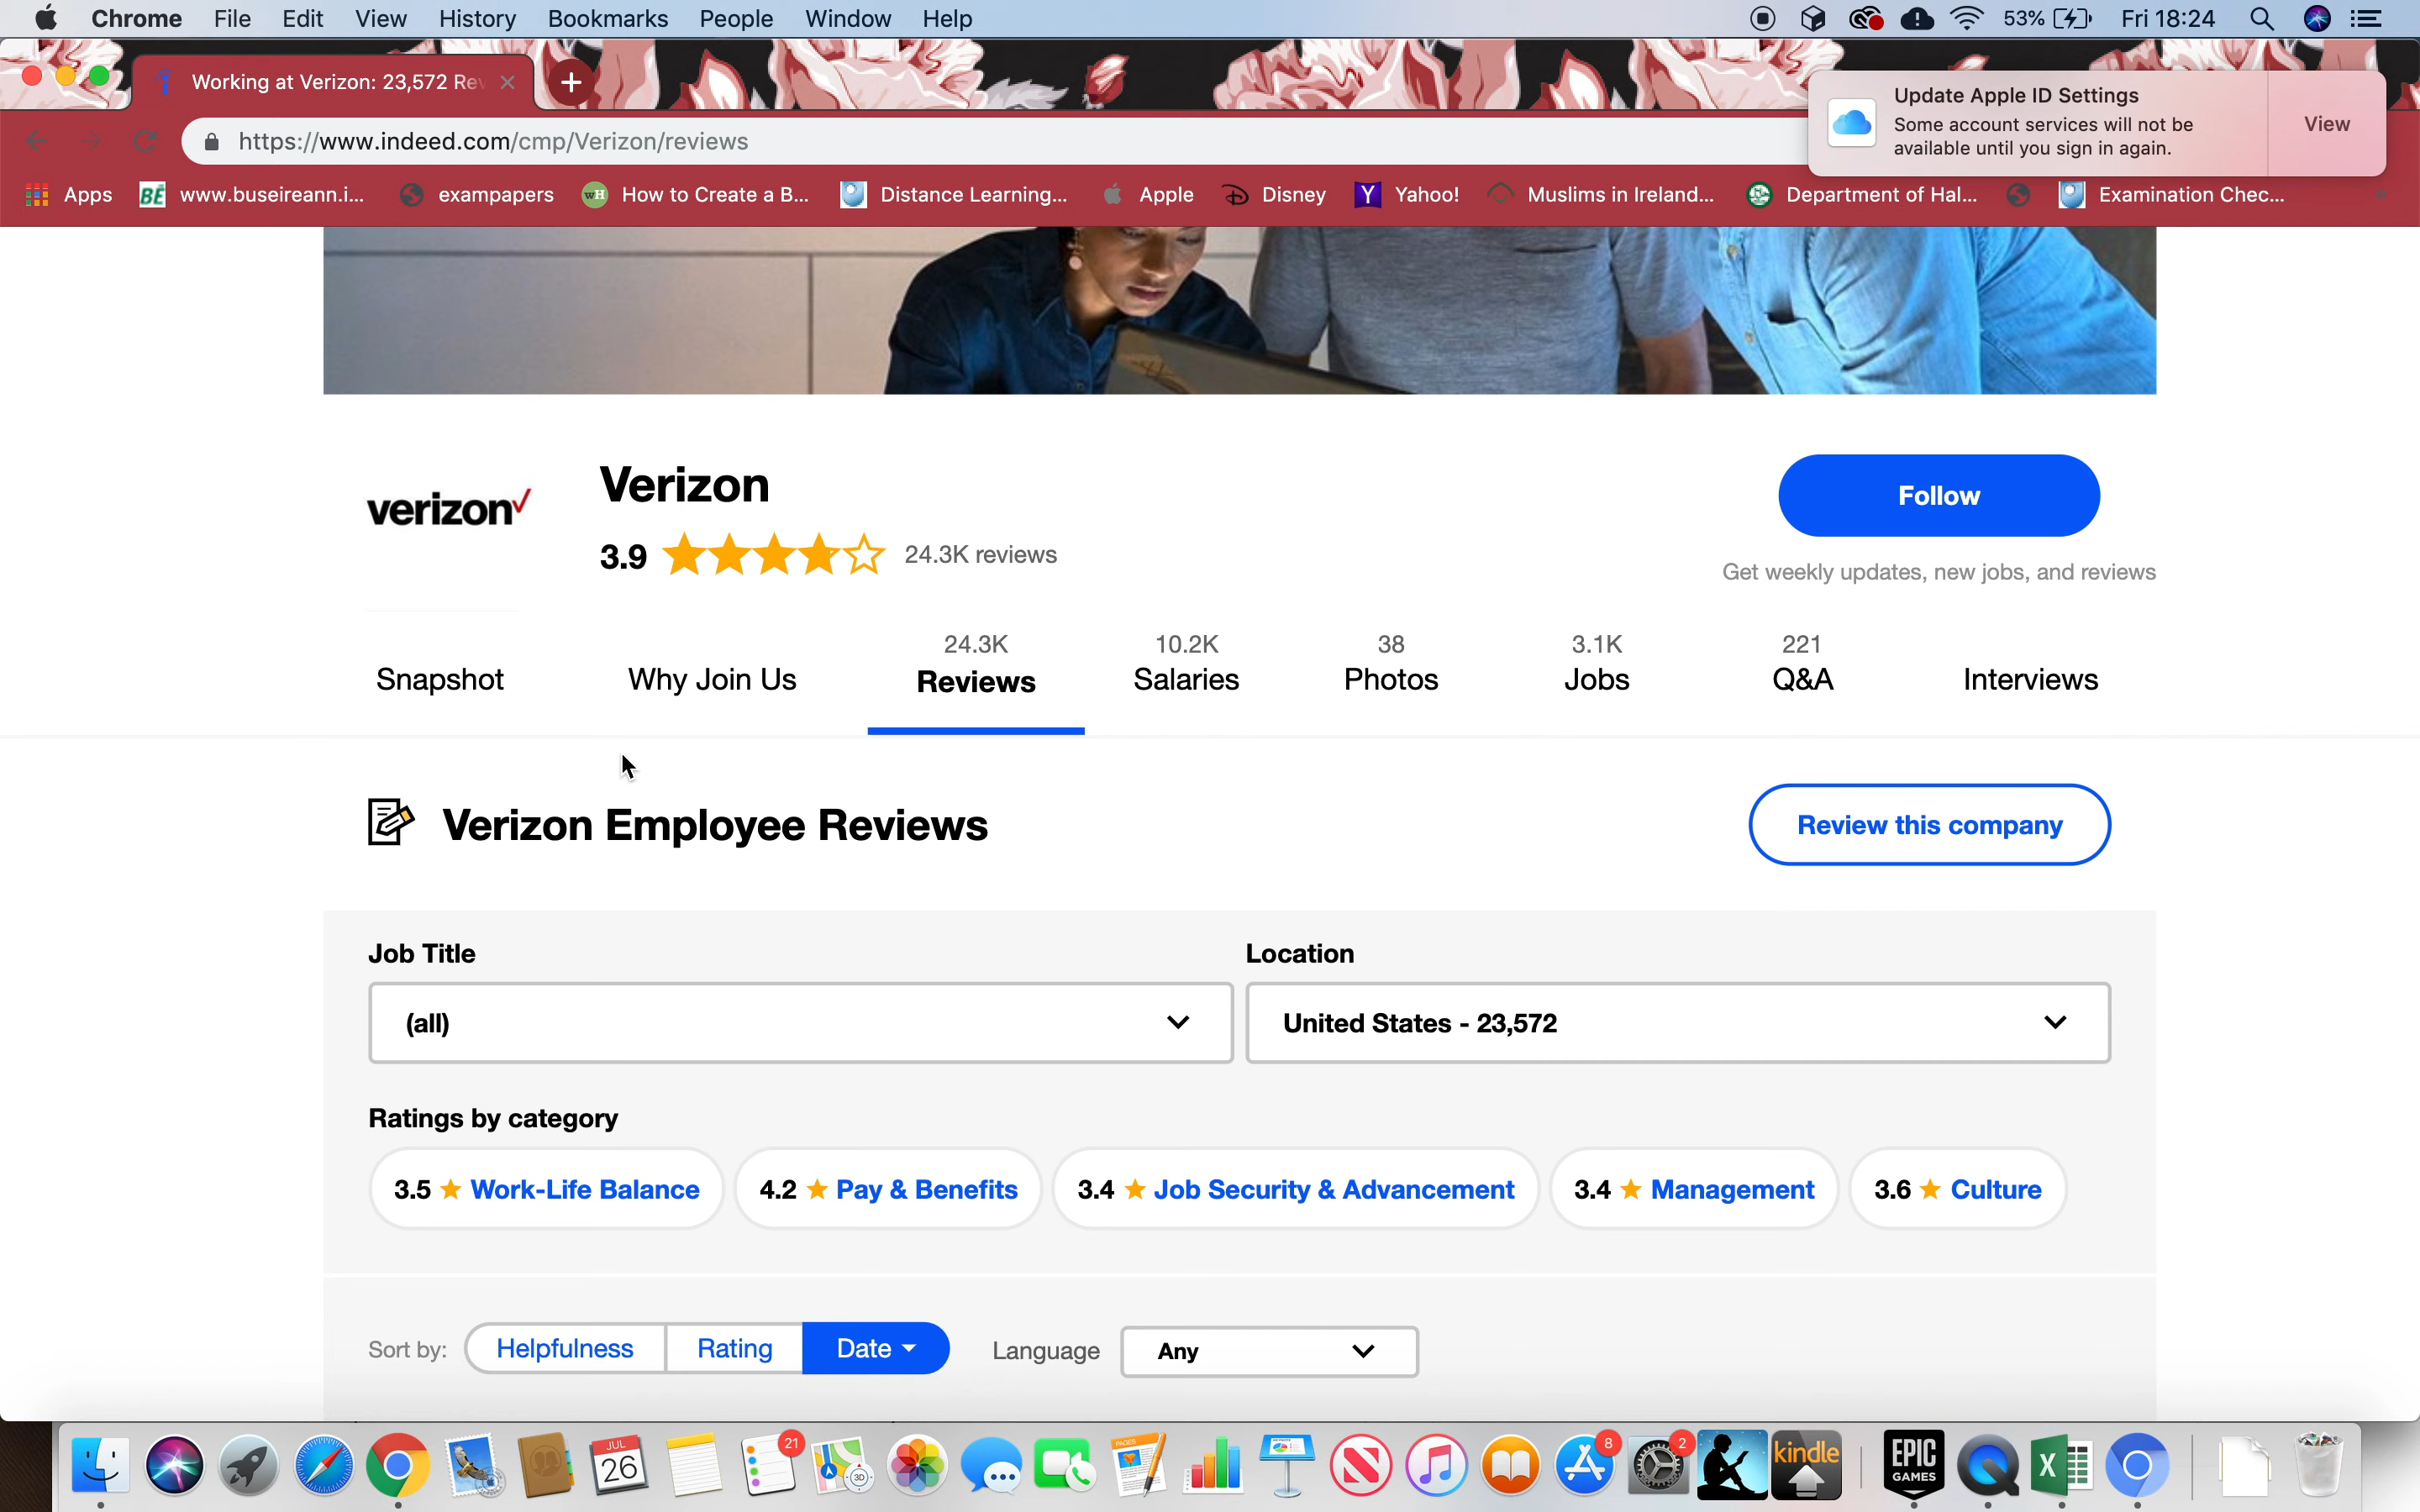 Chrome File Edit View History Bookmarks People Window Help 53% Fri 18:24
Working at Verizon: 23,572 Rev
Update Apple ID Settings
Some account services will not be
available until you sign in again.
View
https://www.indeed.com/cmp/Verizon/reviews
Apps BÉ www.buseireann.i... exampapers wH How to Create a B... Distance Learning... Apple Disney Y Yahoo! Muslims in Ireland... Department of Hal... Examination Chec...
verizon
Verizon
3.9 24.3K reviews
Follow
Get weekly updates, new jobs, and reviews
Snapshot
Why Join Us
24.3K
Reviews
10.2K
Salaries
38
Photos
3.1K
Jobs
221
Q&A
Interviews
Verizon Employee Reviews
Review this company
Job Title
(all)
Location
United States - 23,572
Ratings by category
3.5 Work-Life Balance 4.2 Pay & Benefits 3.4 Job Security & Advancement 3.4 Management 3.6 Culture
Sort by: Helpfulness Rating Date Language Any
JUL
26
21
3D
PAGES
8
2
kindle
EPIC
GAMES
X